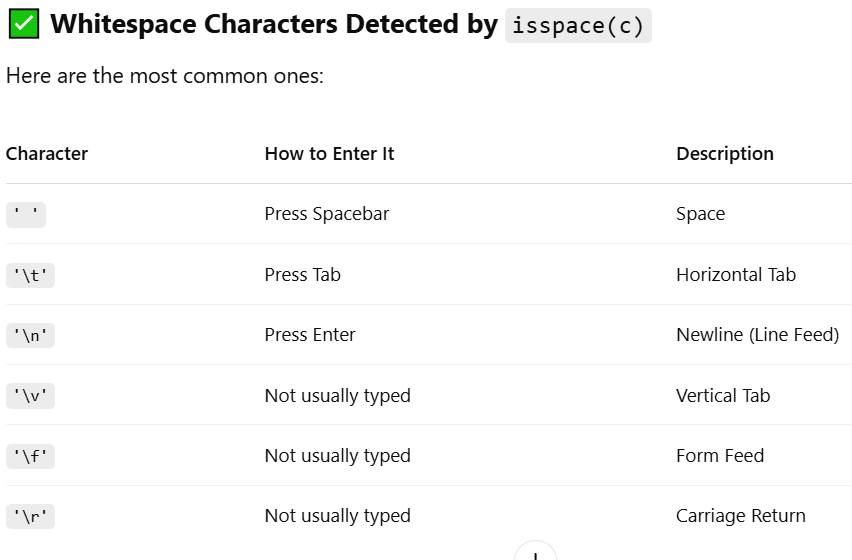 ✅ Whitespace Characters Detected by isspace(c)
Here are the most common ones:
Character How to Enter It Description
' ' Press Spacebar Space
'\t' Press Tab Horizontal Tab
'\n' Press Enter Newline (Line Feed)
'\v' Not usually typed Vertical Tab
'\f' Not usually typed Form Feed
'\r' Not usually typed Carriage Return